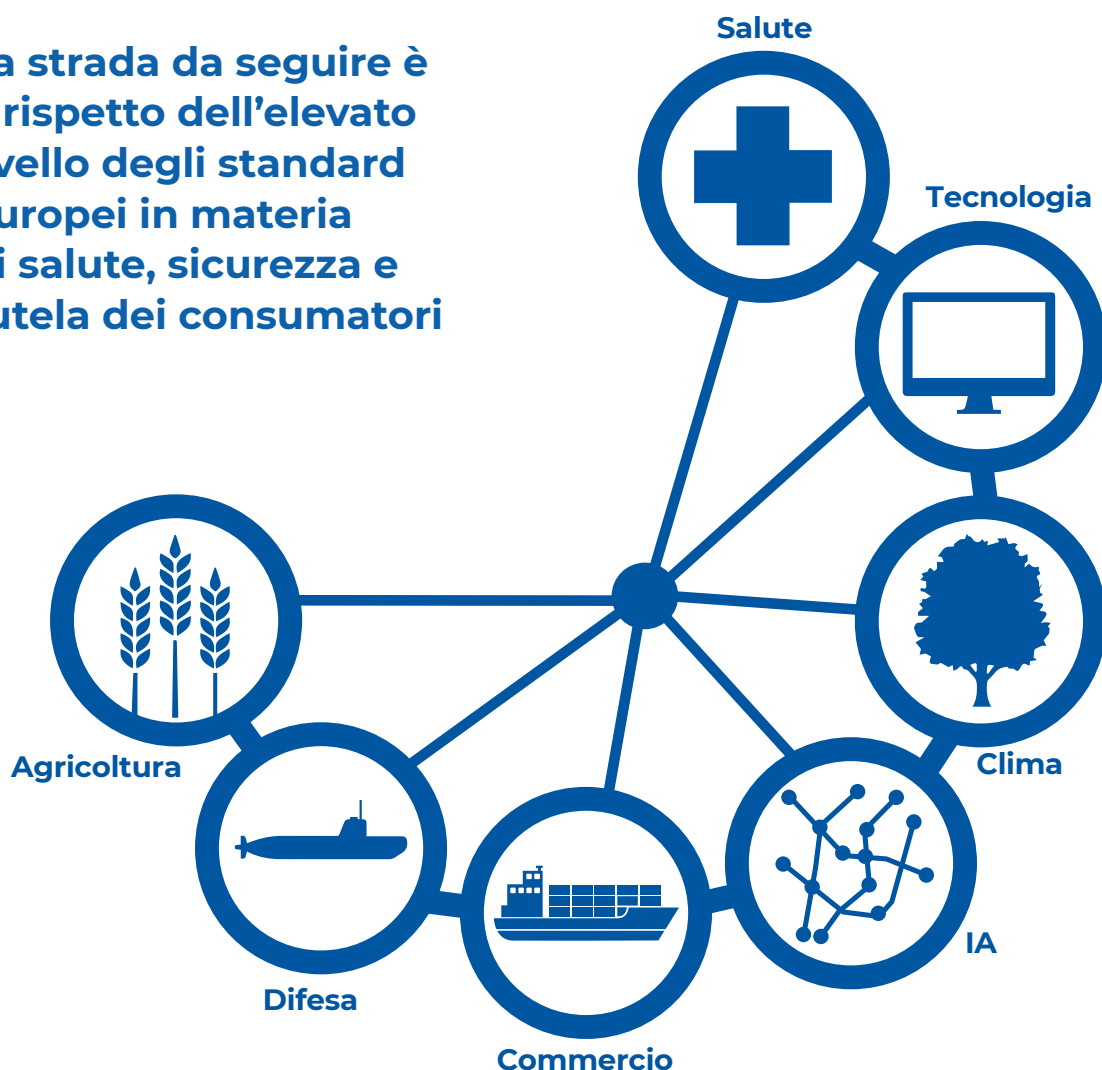 a strada da seguire è
rispetto dell’elevato
vello degli standard
uropei in materia
i salute, sicurezza e
utela dei consumatori
Salute
Tecnologia
Clima
IA
Commercio
Difesa
Agricoltura